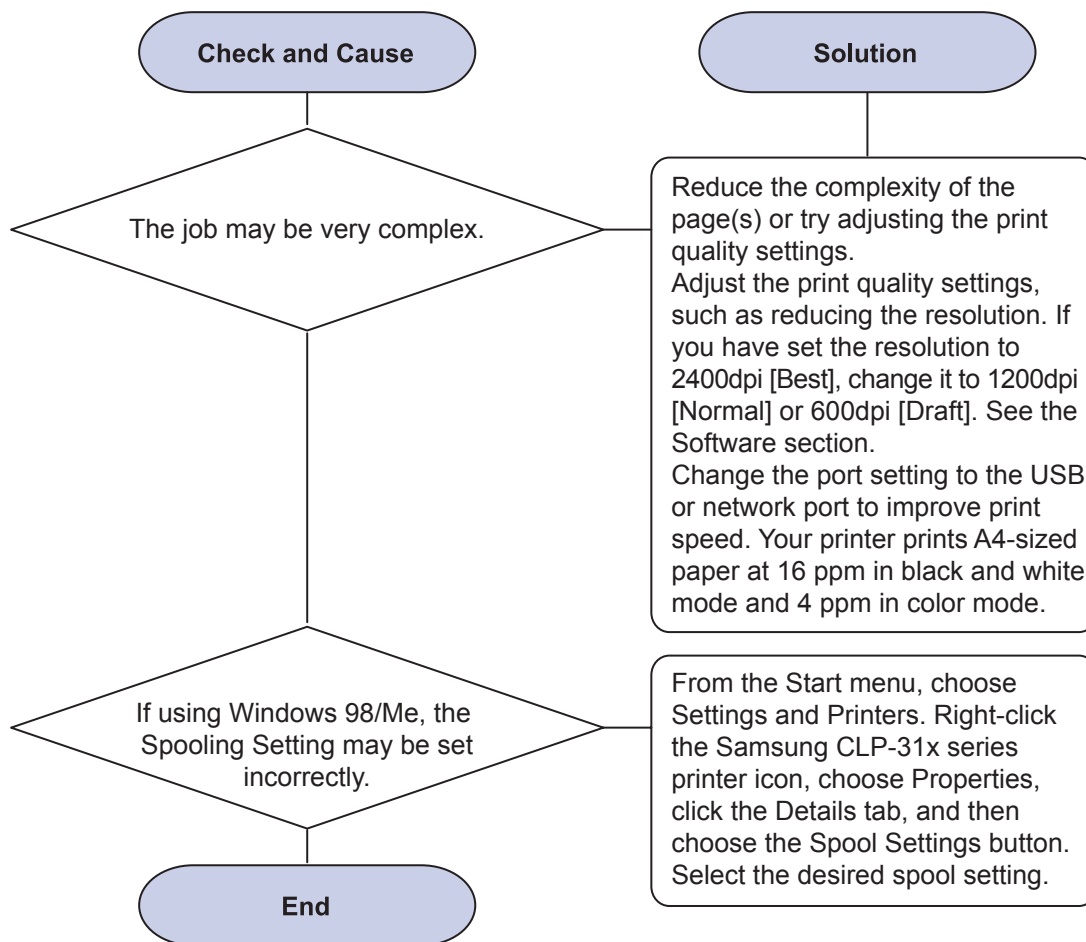 Check and Cause
Solution
The job may be very complex.
Reduce the complexity of the
page(s) or try adjusting the print
quality settings.
Adjust the print quality settings,
such as reducing the resolution. If
you have set the resolution to
2400dpi [Best], change it to 1200dpi
[Normal] or 600dpi [Draft]. See the
Software section.
Change the port setting to the USB
or network port to improve print
speed. Your printer prints A4-sized
paper at 16 ppm in black and white
mode and 4 ppm in color mode.
If using Windows 98/Me, the
Spooling Setting may be set
incorrectly.
From the Start menu, choose
Settings and Printers. Right-click
the Samsung CLP-31x series
printer icon, choose Properties,
click the Details tab, and then
choose the Spool Settings button.
Select the desired spool setting.
End